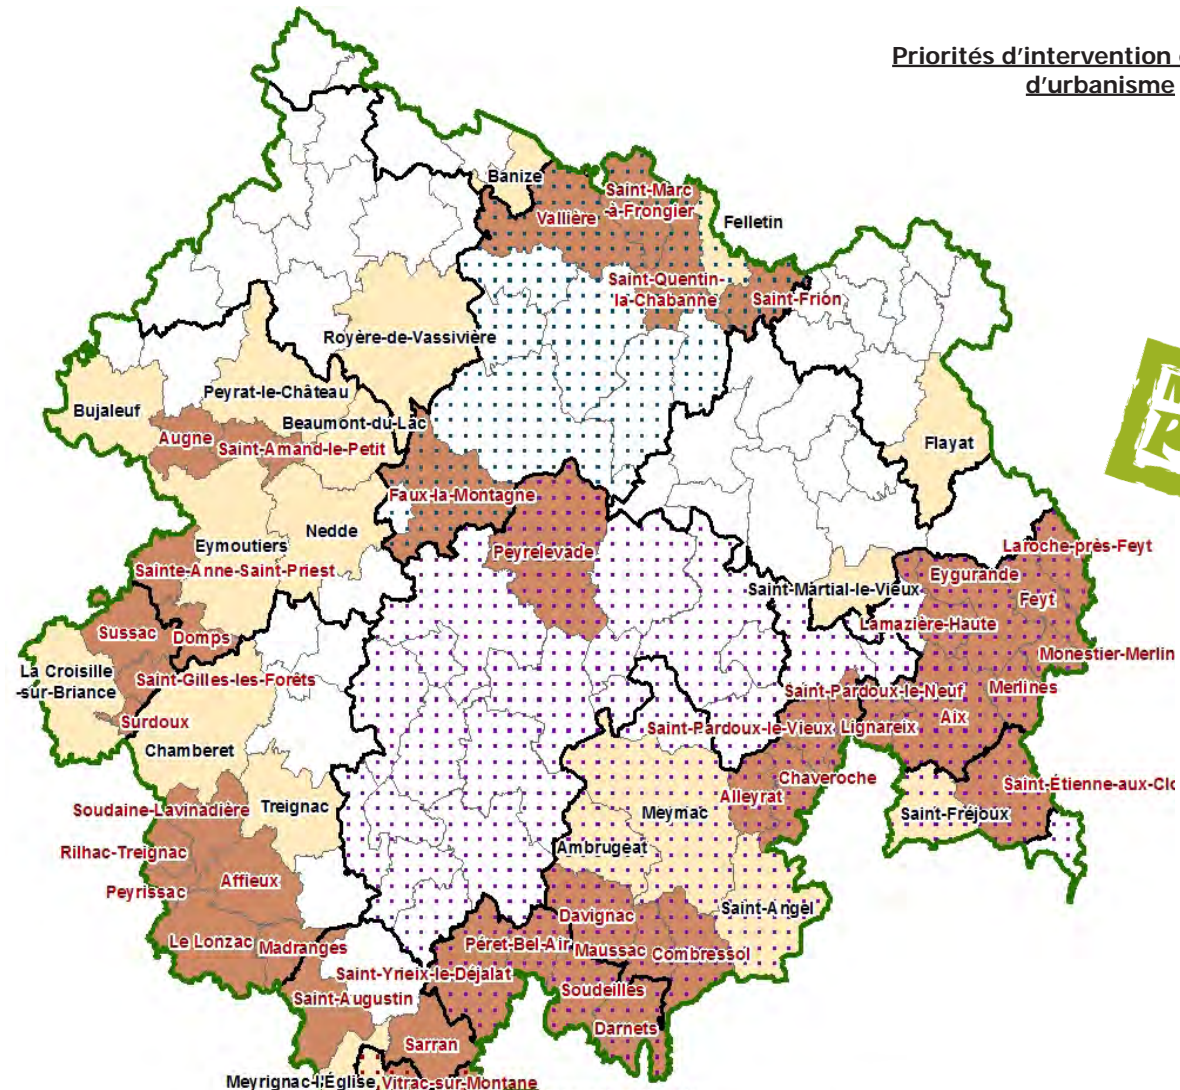 Priorités d'intervention
d'urbanisme
Banize
Saint-Marc
-à-Frongier
Vallière
Felletin
Saint-Quentin-
la-Chabanne
Saint-Frion
Royère-de-Vassivière
Peyrat-le-Château
Bujaleuf
Beaumont-du-Lac
Augne
Saint-Amand-le-Petit
Flayat
Faux-la-Montagne
Nedde
Eymoutiers
Peyrelevade
Laroche-près-Feyt
Sainte-Anne-Saint-Priest
Eygurande
Saint-Martial-le-Vieux
Feyt
Lamazière-Haute
Sussac
Domps
Monestier-Merlin
La Croisille
-sur-Briance
Saint-Gilles-les-Forêts
Saint-Pardoux-le-Neuf
Merlines
Surdoux
Saint-Pardoux-le-Vieux
Lignareix
Aix
Chamberet
Chaveroche
Saint-Étienne-aux-Clo
Alleyrat
Soudaine-Lavinadière
Treignac
Meymac
Saint-Fréjoux
Rilhac-Treignac
Ambrugeat
Affieux
Peyrissac
Saint-Angel
Davignac
Le Lonzac
Madranges
Péret-Bel-Air
Maussac
Combressol
Saint-Yrieix-le-Déjalat
Soudeilles
Saint-Augustin
Darnets
Sarran
Meyrignac-l'Église
Vitrac-sur-Montane